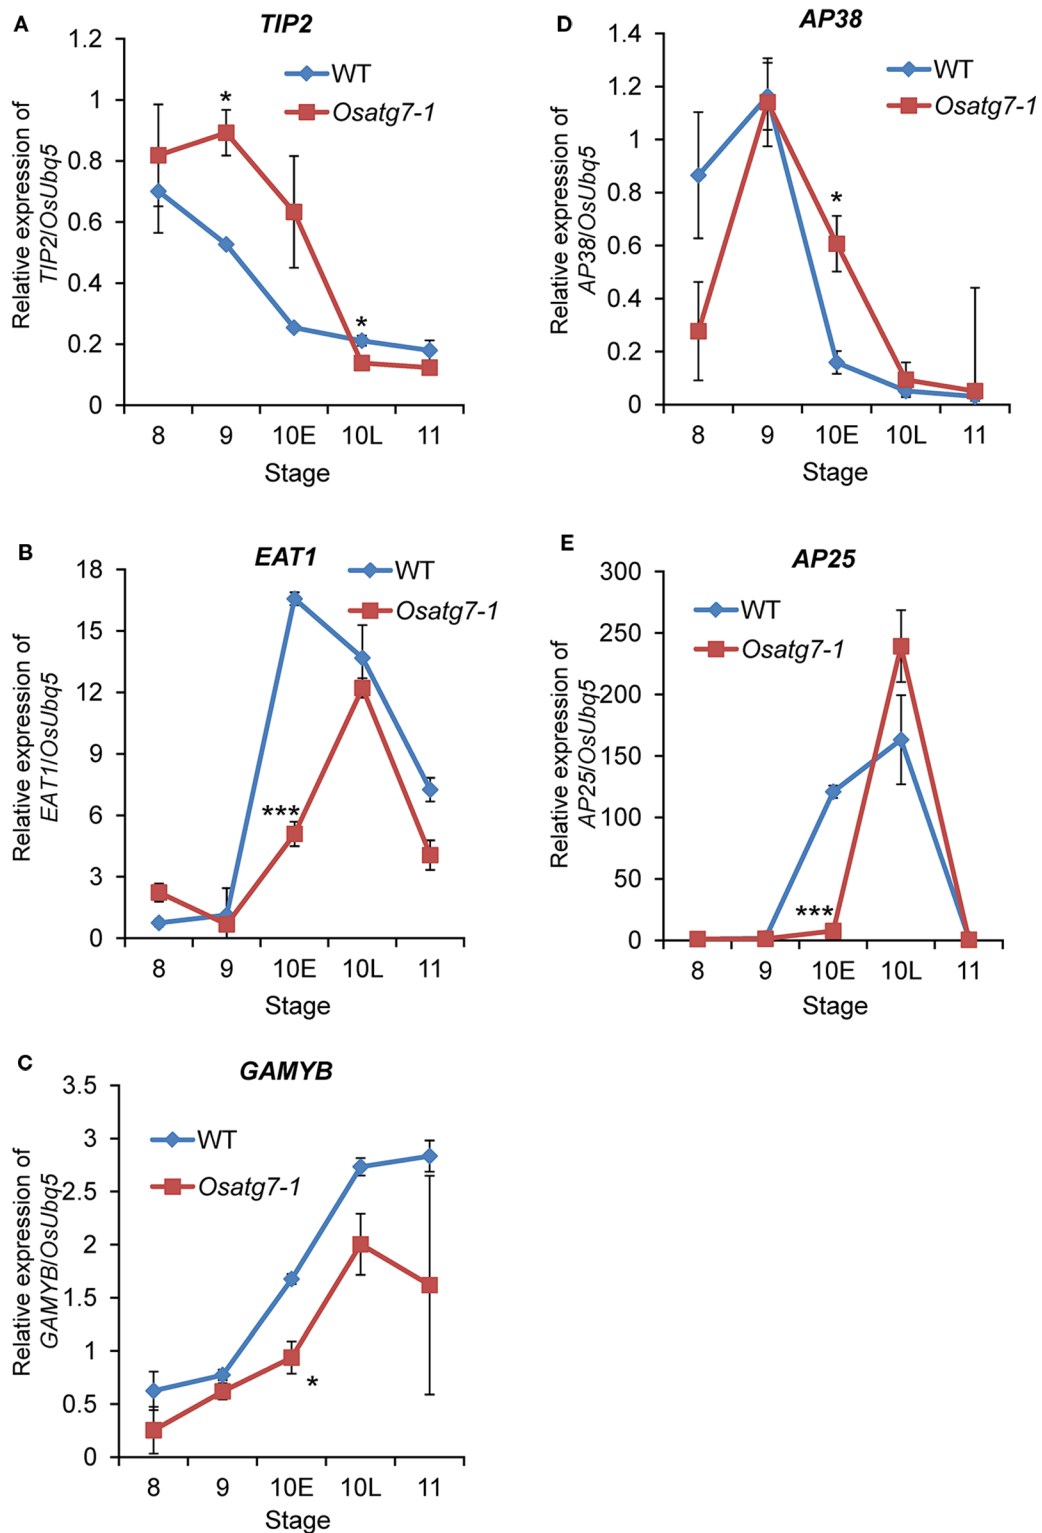 A
TIP2
Relative expression of
TIP2/OsUbq5
1.2
1
0.8
0.6
0.4
0.2
0
WT
Osatg7-1
*
*
8 9 10E 10L 11
Stage
D
AP38
Relative expression of
AP38/OsUbq5
1.4
1.2
1
0.8
0.6
0.4
0.2
0
WT
Osatg7-1
*
8 9 10E 10L 11
Stage
B
EAT1
Relative expression of
EAT1/OsUbq5
18
15
12
9
6
3
0
WT
Osatg7-1
***
8 9 10E 10L 11
Stage
E
AP25
Relative expression of
AP25/OsUbq5
300
250
200
150
100
50
0
WT
Osatg7-1
***
8 9 10E 10L 11
Stage
C
GAMYB
Relative expression of
GAMYB/OsUbq5
3.5
3
2.5
2
1.5
1
0.5
0
WT
Osatg7-1
*
8 9 10E 10L 11
Stage